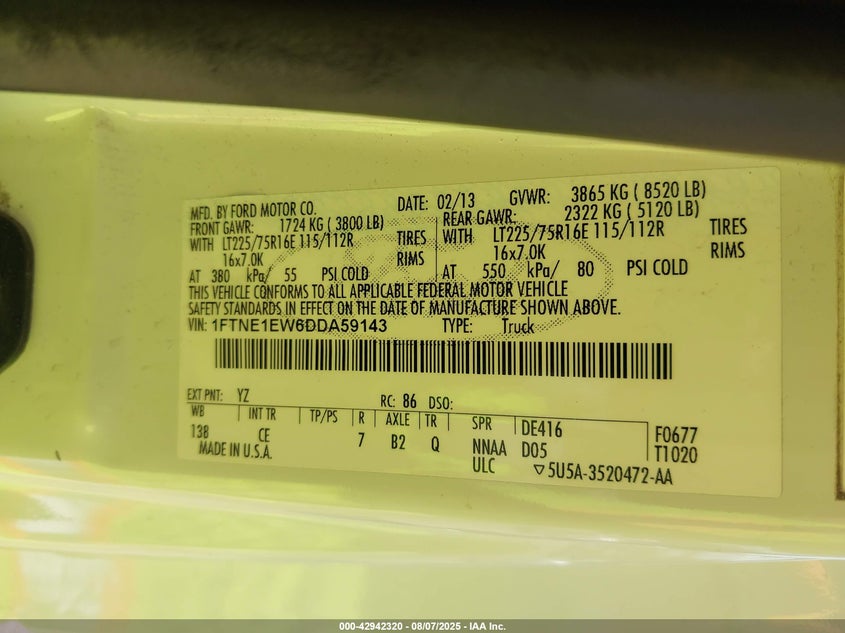 MFD. BY FORD MOTOR CO. DATE: 02/13 GVWR: 3865 KG ( 8520 LB)
FRONT GAWR: 1724 KG ( 3800 LB) REAR GAWR: 2322 KG ( 5120 LB)
WITH LT225/75R16E 115/112R TIRES WITH LT225/75R16E 115/112R TIRES
16x7.0K RIMS 16x7.0K RIMS
AT 380 kPa/ 55 PSI COLD AT 550 kPa/ 80 PSI COLD
THIS VEHICLE CONFORMS TO ALL APPLICABLE FEDERAL MOTOR VEHICLE
SAFETY STANDARDS IN EFFECT ON THE DATE OF MANUFACTURE SHOWN ABOVE.
VIN: 1FTNE1EW6DDA59143 TYPE: Truck
EXT PNT: YZ RC: 86 DSO:
WB INT TR TP/PS R AXLE TR SPR DE416 F0677
138 CE 7 B2 Q NNAA D05 T1020
MADE IN U.S.A. ULC ▽5U5A-3520472-AA
000-42942320 - 08/07/2025 - IAA Inc.